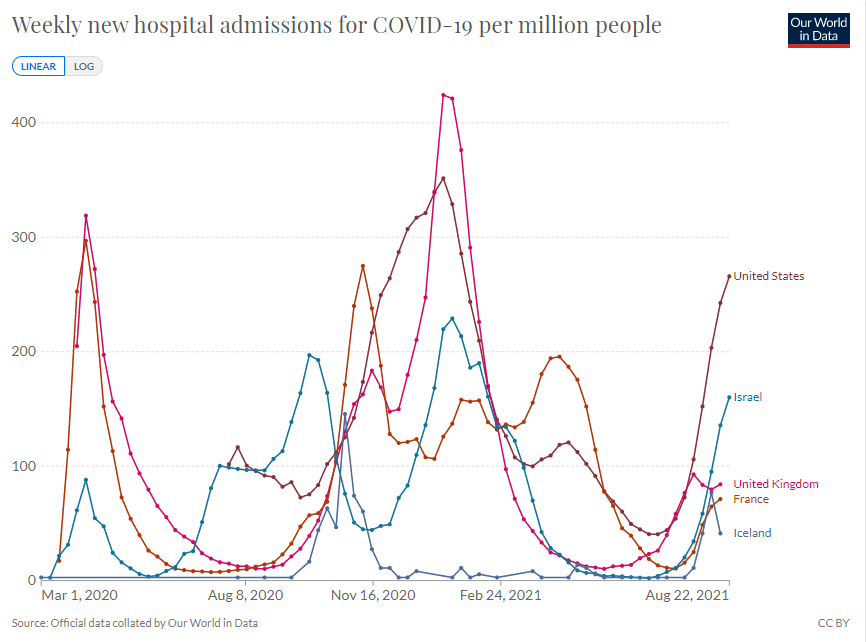 Weekly new hospital admissions for COVID-19 per million people
Our World
in Data
LINEAR LOG
400
300
200
100
0
United States
Israel
United Kingdom
France
Iceland
Mar 1, 2020 Aug 8, 2020 Nov 16, 2020 Feb 24, 2021 Aug 22, 2021
Source: Official data collated by Our World in Data CC BY